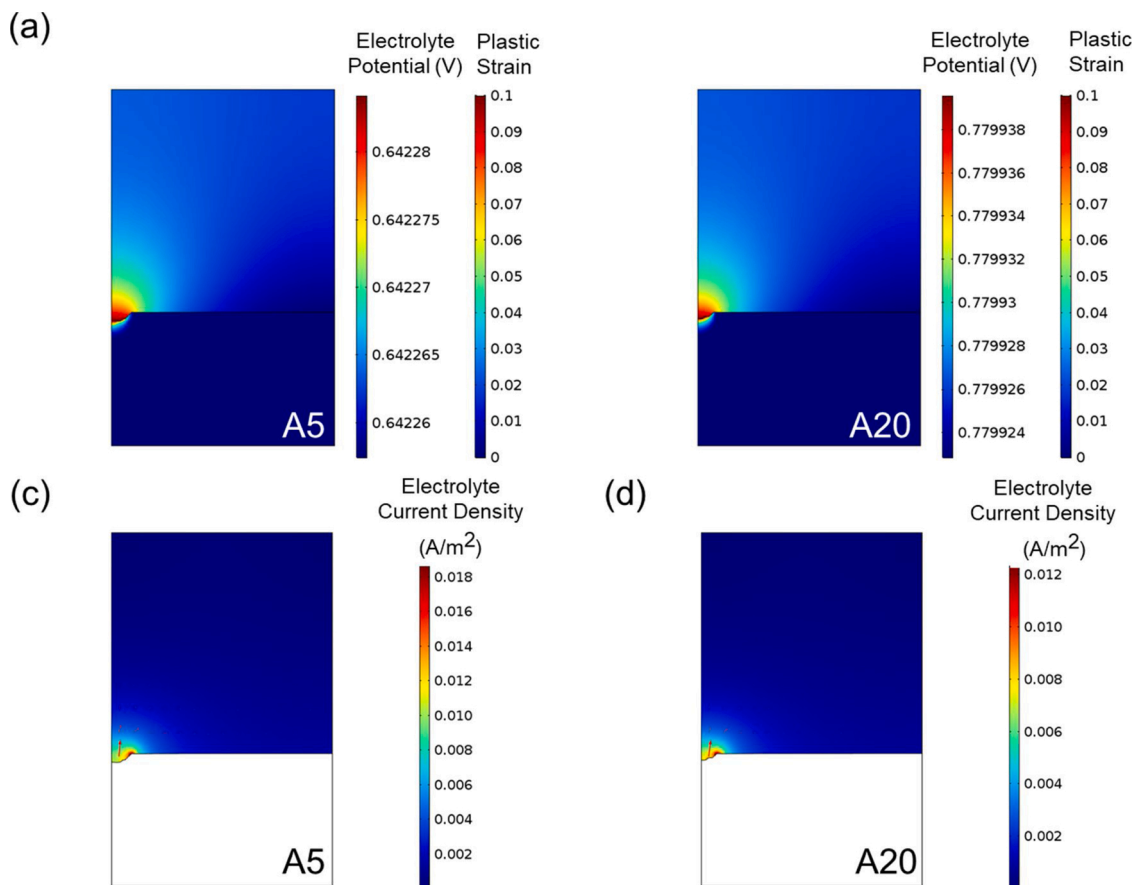 (a)
Electrolyte
Potential (V)
Plastic
Strain
0.64228
0.642275
0.64227
0.642265
0.64226
0.1
0.09
0.08
0.07
0.06
0.05
0.04
0.03
0.02
0.01
0
A5
Electrolyte
Potential (V)
Plastic
Strain
0.779938
0.779936
0.779934
0.779932
0.77993
0.779928
0.779926
0.779924
0.1
0.09
0.08
0.07
0.06
0.05
0.04
0.03
0.02
0.01
0
A20
(c)
Electrolyte
Current Density
(A/m²)
0.018
0.016
0.014
0.012
0.010
0.008
0.006
0.004
0.002
A5
(d)
Electrolyte
Current Density
(A/m²)
0.012
0.010
0.008
0.006
0.004
0.002
A20